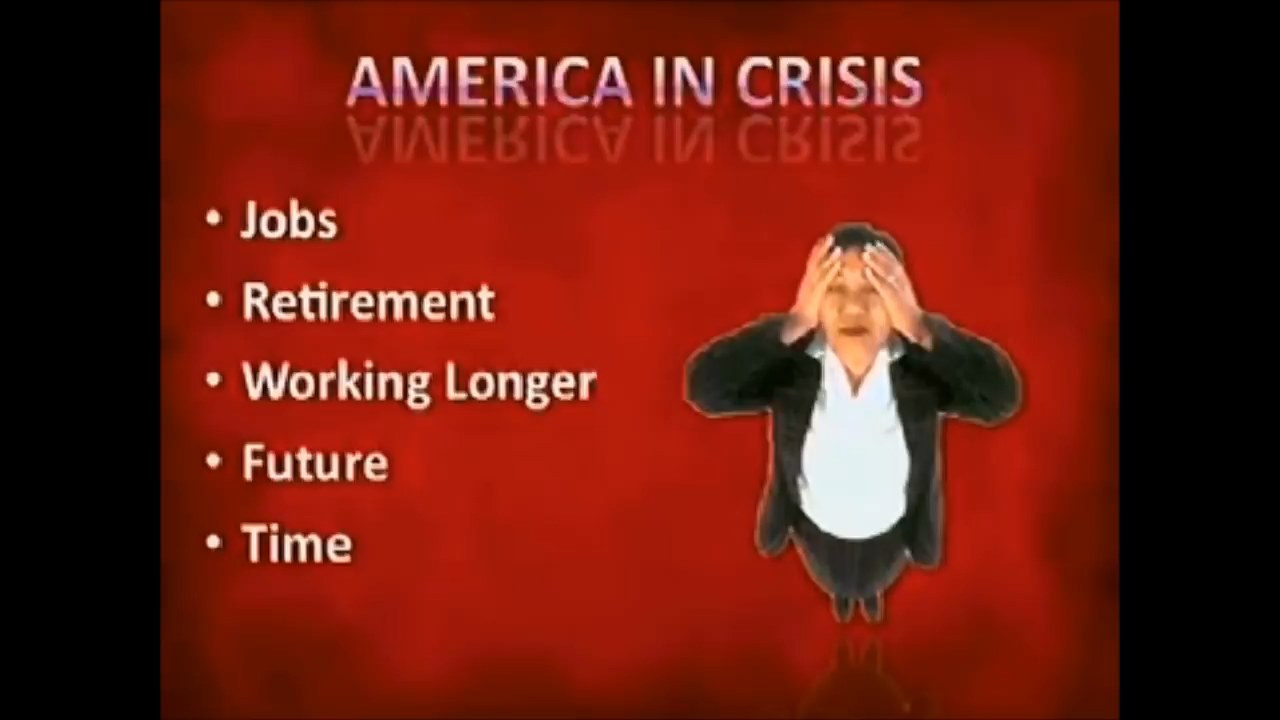 AMERICA IN CRISIS
• Jobs
• Retirement
• Working Longer
• Future
• Time